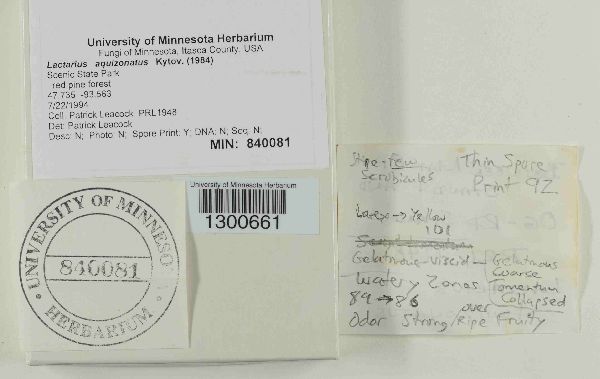 University of Minnesota Herbarium
Fungi of Minnesota, Itasca County, USA
Lactarius aquizonatus Kytov. (1984)
Scenic State Park
red pine forest
47.735 -93.563
7/22/1994
Coll: Patrick Leacock PRL1948
Det: Patrick Leacock
Desc: N; Photo: N; Spore Print: Y; DNA: N; Seq: N;
MIN: 840081
University of Minnesota Herbarium
1300661
UNIVERSITY OF MINNESOTA
840081
HERBARIUM
Stipe - few Scrobicules
Thin Spore Print 92
Latex → Yellow
101
Gelatinous - Viscid - Gelatinous
Coarse
Watery Zones Tomentum
Collapsed
89 → 86
Odor Strong / over Ripe Fruity